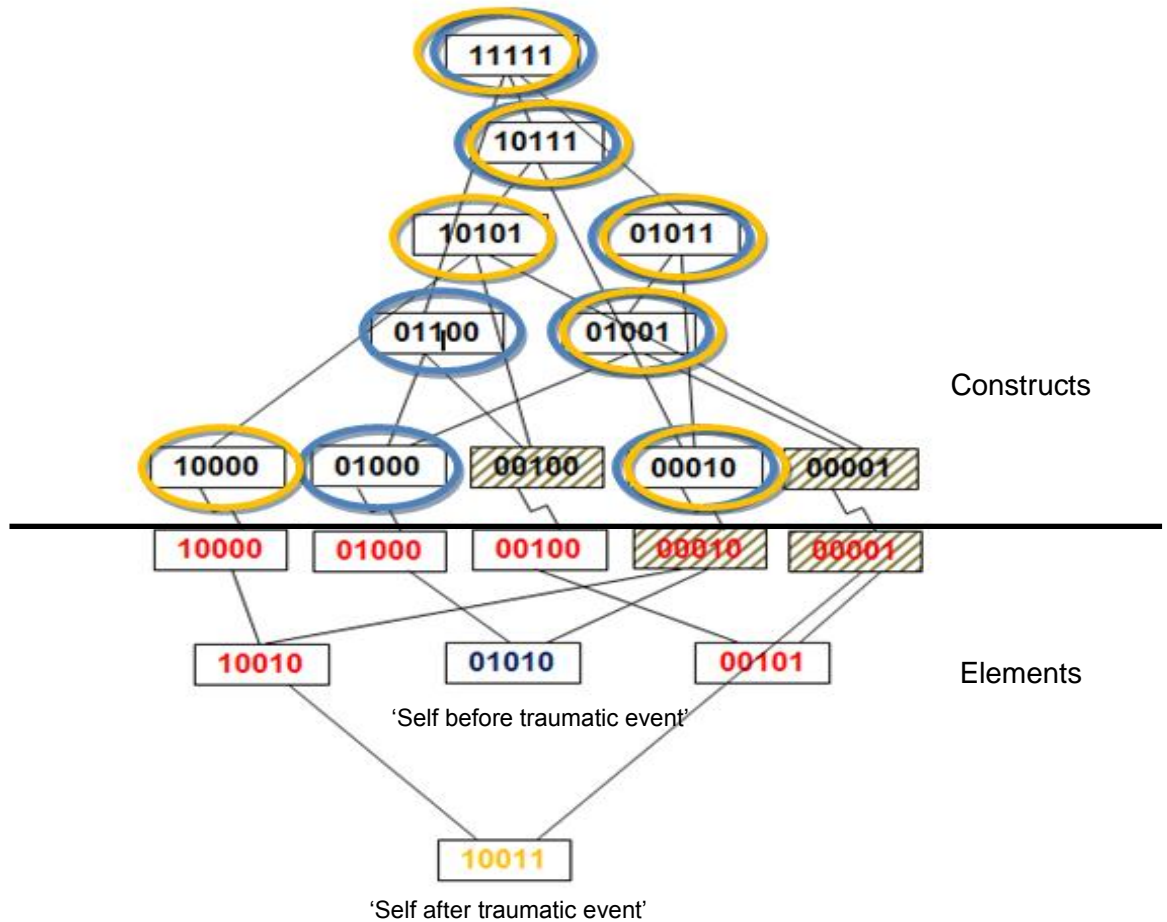 11111
10111
10101 01011
01100 01001
Constructs
10000 01000 00100 00010 00001
10000 01000 00100 00010 00001
10010 01010 00101
Elements
‘Self before traumatic event’
10011
‘Self after traumatic event’